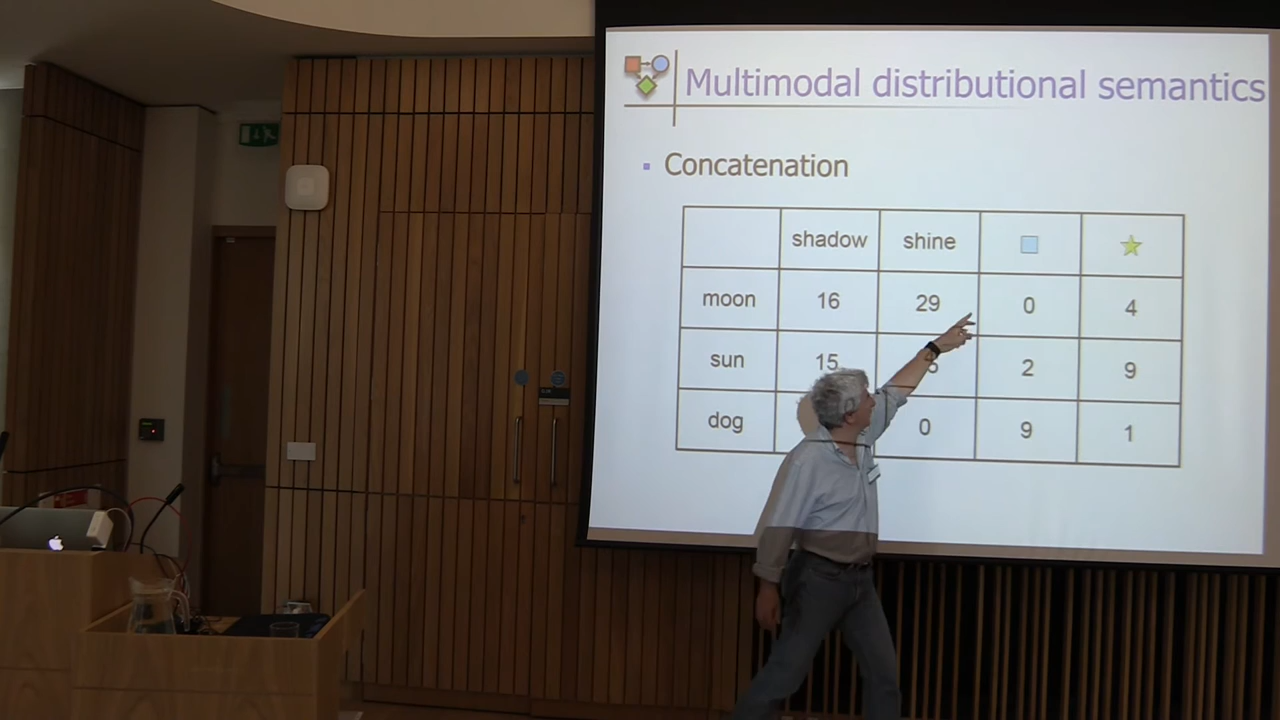 Multimodal distributional semantics
Concatenation
shadow shine
moon 16 29 0 4
sun 15 2 9
dog 0 9 1